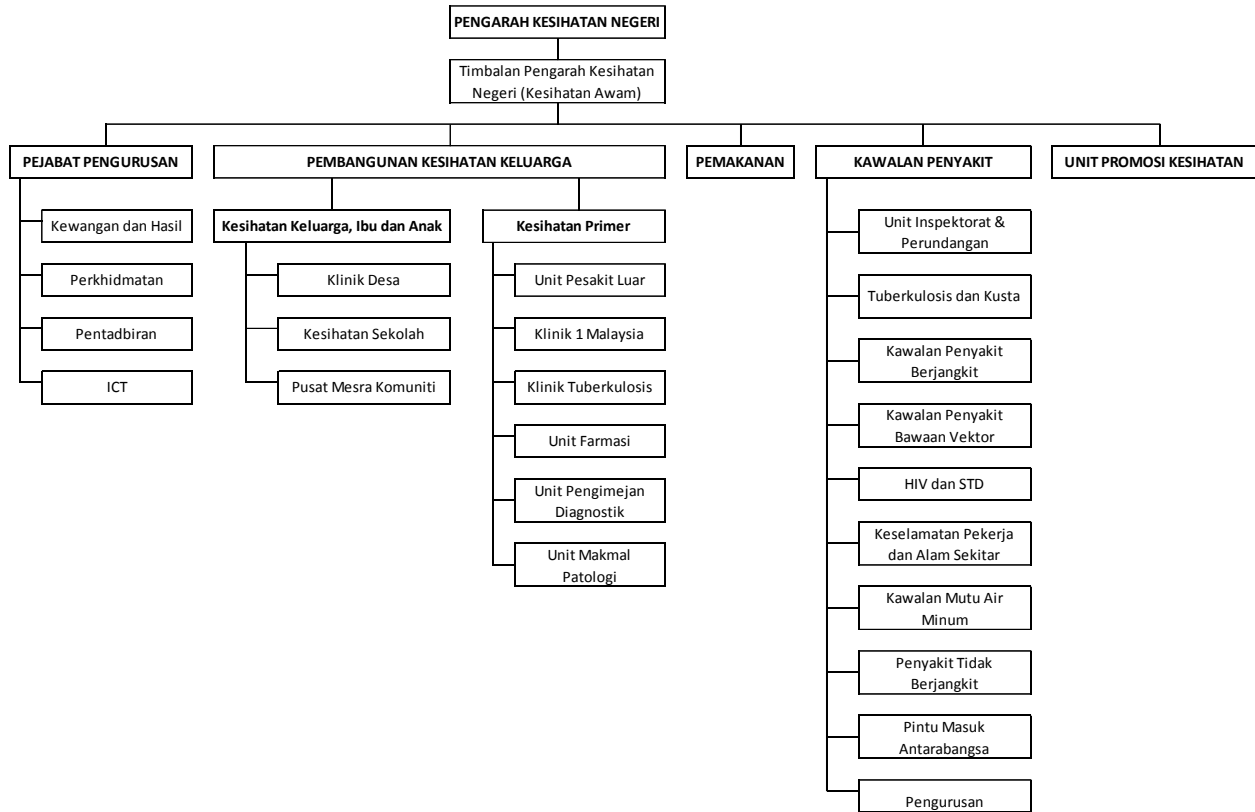 PENGARAH KESIHATAN NEGERI
Timbalan Pengarah Kesihatan
Negeri (Kesihatan Awam)
PEJABAT PENGURUSAN
Kewangan dan Hasil
Perkhidmatan
Pentadbiran
ICT
PEMBANGUNAN KESIHATAN KELUARGA
Kesihatan Keluarga, Ibu dan Anak
Klinik Desa
Kesihatan Sekolah
Pusat Mesra Komuniti
Kesihatan Primer
Unit Pesakit Luar
Klinik 1 Malaysia
Klinik Tuberkulosis
Unit Farmasi
Unit Pengimejan
Diagnostik
Unit Makmal
Patologi
PEMAKANAN
KAWALAN PENYAKIT
Unit Inspektorat &
Perundangan
Tuberkulosis dan Kusta
Kawalan Penyakit
Berjangkit
Kawalan Penyakit
Bawaan Vektor
HIV dan STD
Keselamatan Pekerja
dan Alam Sekitar
Kawalan Mutu Air
Minum
Penyakit Tidak
Berjangkit
Pintu Masuk
Antarabangsa
Pengurusan
UNIT PROMOSI KESIHATAN